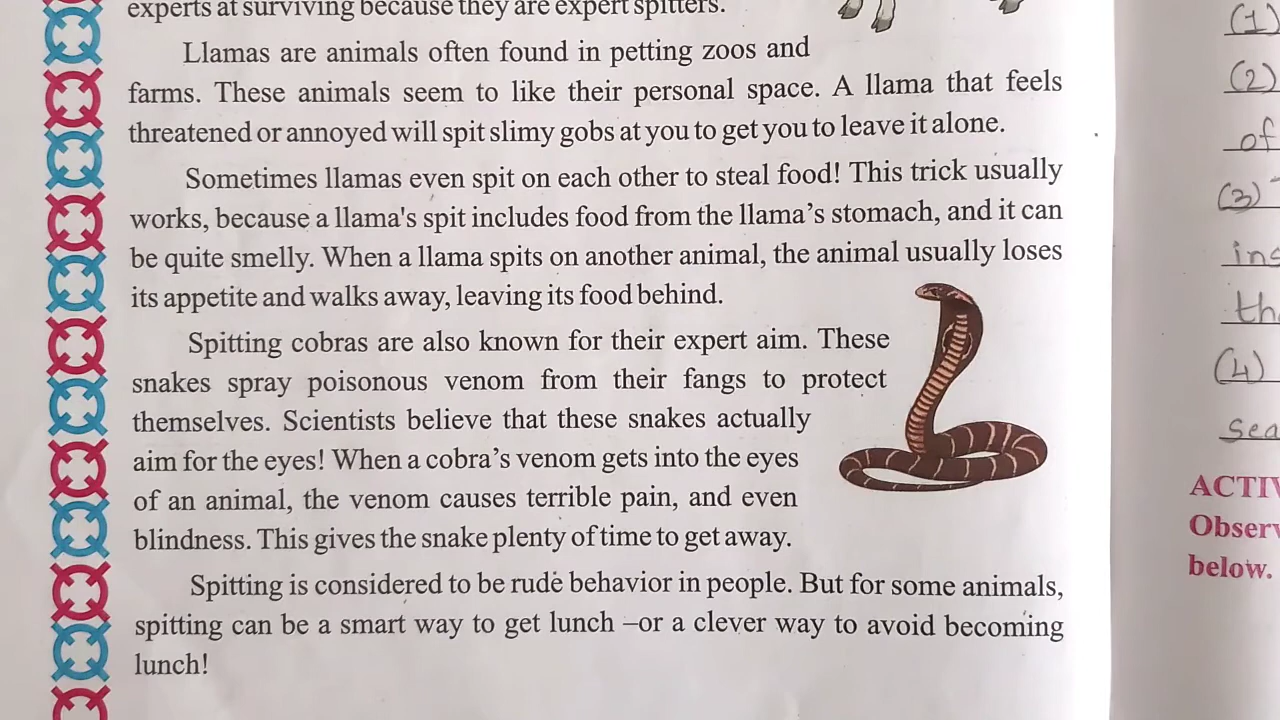 experts at surviving because they are expert spitters.
Llamas are animals often found in petting zoos and
farms. These animals seem to like their personal space. A llama that feels
threatened or annoyed will spit slimy gobs at you to get you to leave it alone.
Sometimes llamas even spit on each other to steal food! This trick usually
works, because a llama's spit includes food from the llama’s stomach, and it can
be quite smelly. When a llama spits on another animal, the animal usually loses
its appetite and walks away, leaving its food behind.
Spitting cobras are also known for their expert aim. These
snakes spray poisonous venom from their fangs to protect
themselves. Scientists believe that these snakes actually
aim for the eyes! When a cobra’s venom gets into the eyes
of an animal, the venom causes terrible pain, and even
blindness. This gives the snake plenty of time to get away.
Spitting is considered to be rude behavior in people. But for some animals,
spitting can be a smart way to get lunch –or a clever way to avoid becoming
lunch!
(1)
(2)
of
(3)
(4)
below.